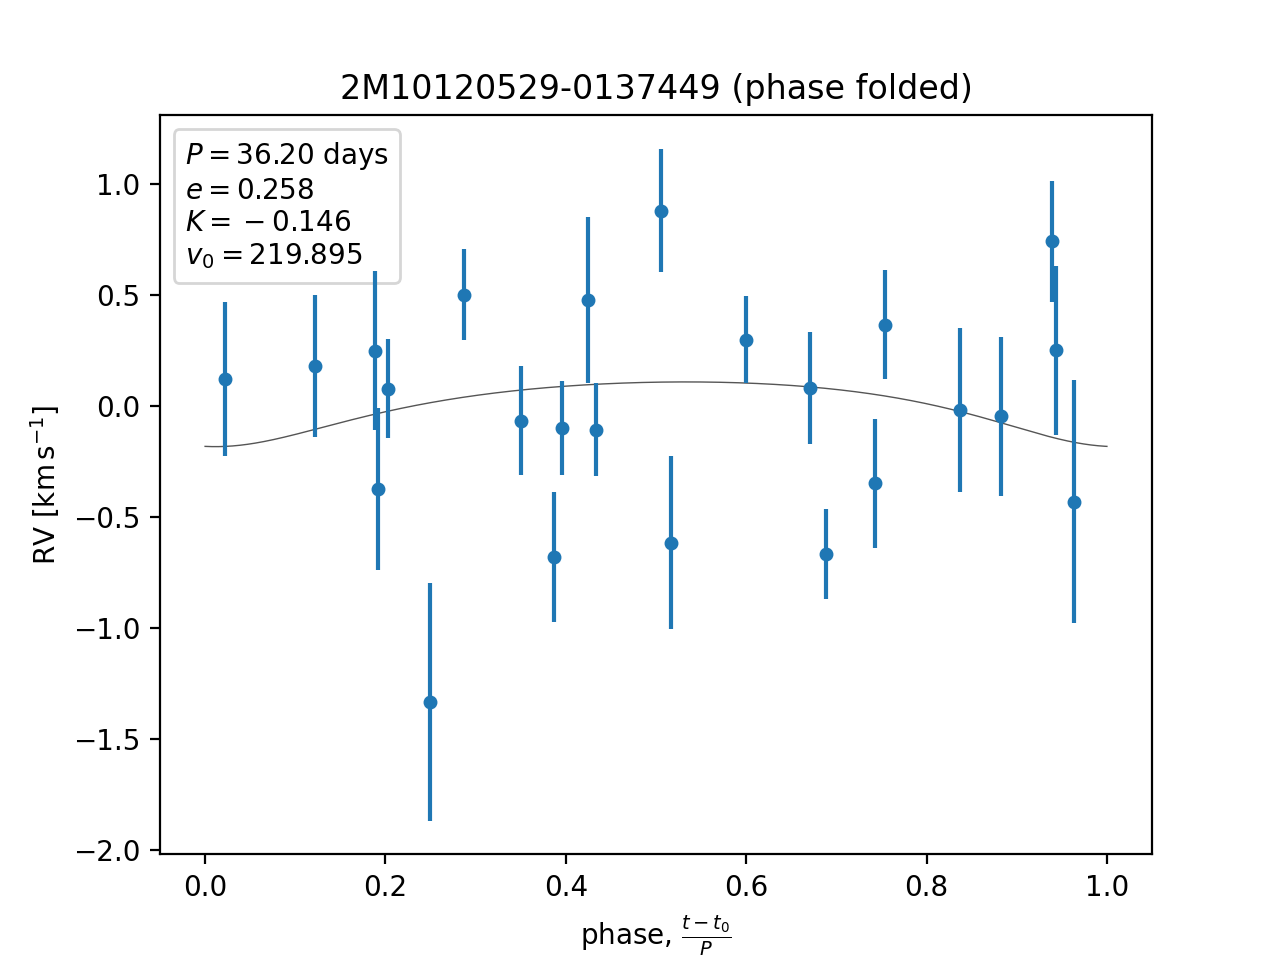 2M10120529-0137449 (phase folded)
P = 36.20 days
e = 0.258
K = −0.146
v₀ = 219.895
1.0
0.5
0.0
−0.5
−1.0
−1.5
−2.0
RV [km s⁻¹]
0.0 0.2 0.4 0.6 0.8 1.0
phase, (t − t₀)/P